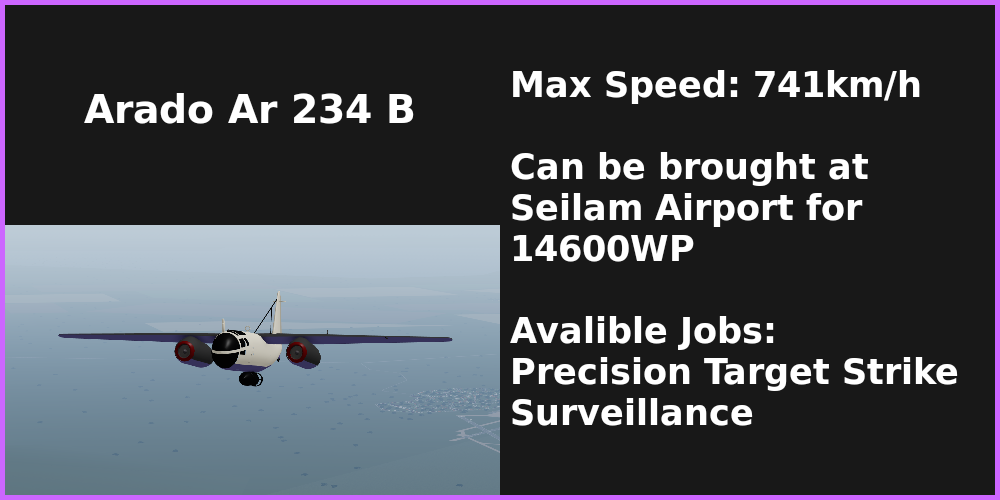 Arado Ar 234 B
Max Speed: 741km/h
Can be brought at
Seilam Airport for
14600WP
Avalible Jobs:
Precision Target Strike
Surveillance